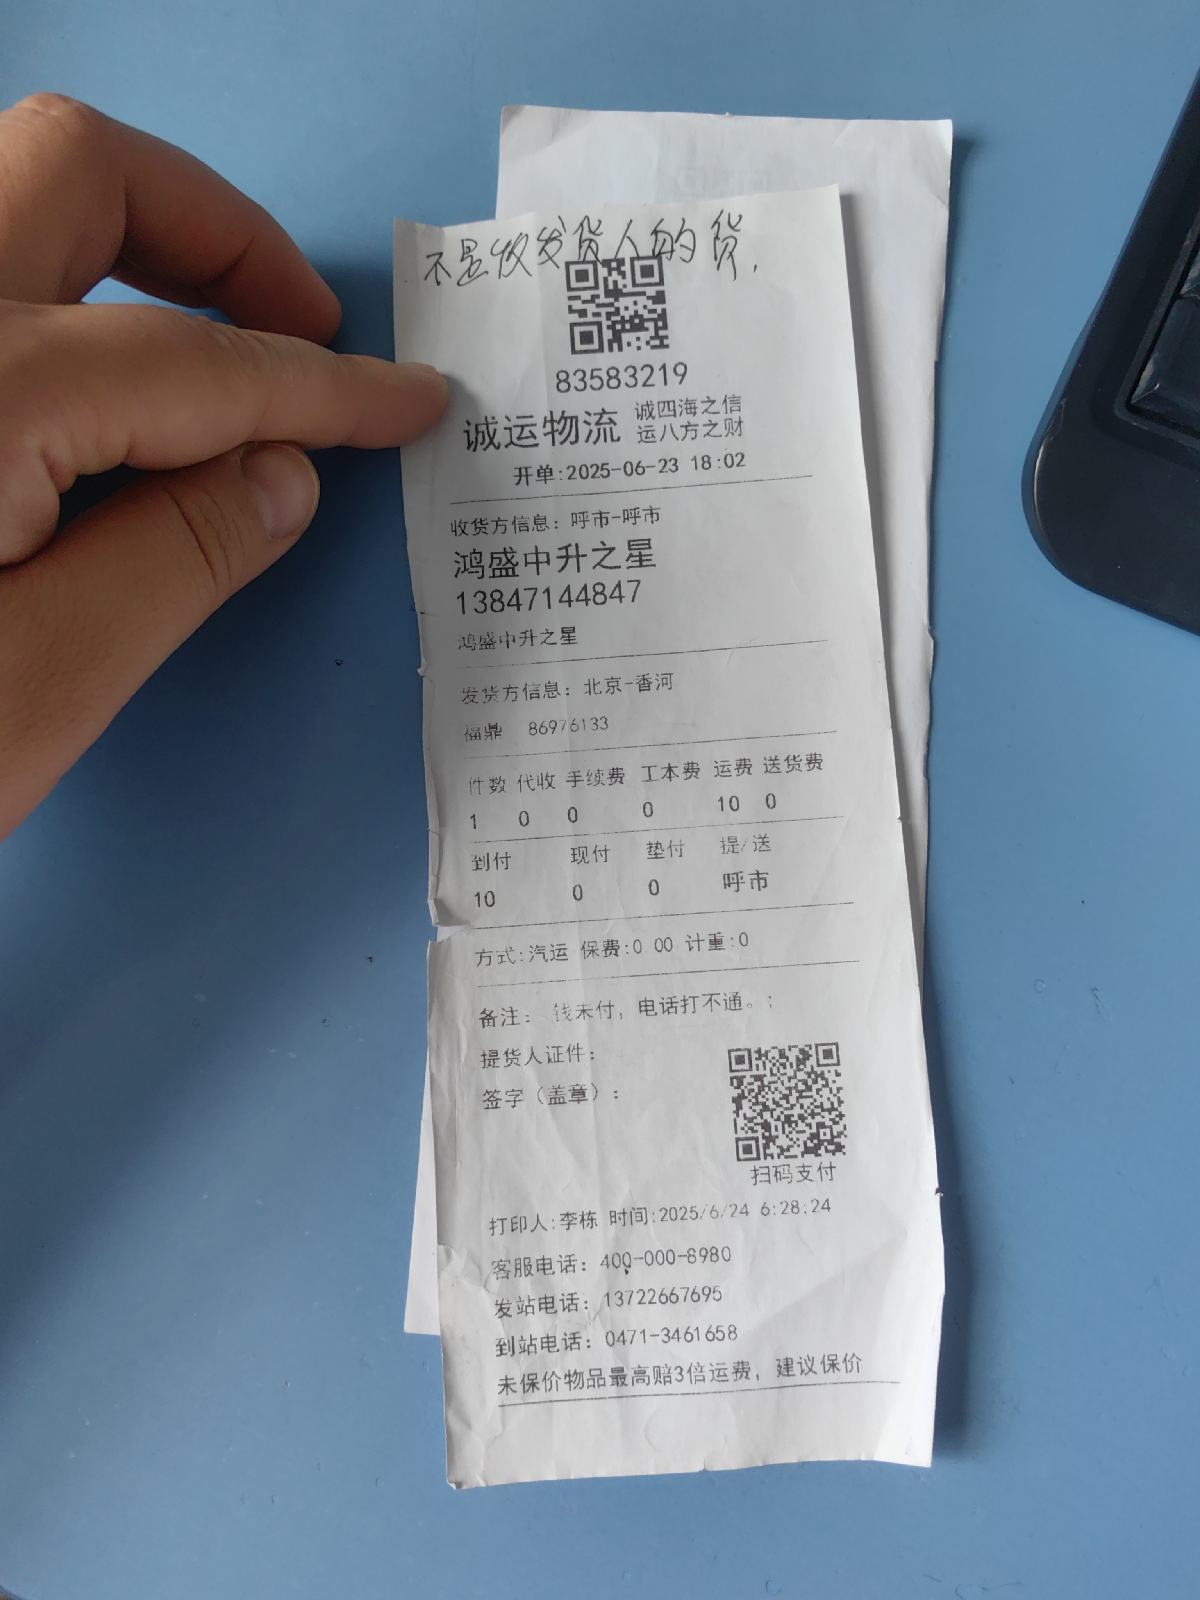 不是收发货人的货.
83583219
诚运物流 诚四海之信
运八方之财
开单:2025-06-23 18:02
收货方信息: 呼市-呼市
鸿盛中升之星
13847144847
鸿盛中升之星
发货方信息: 北京-香河
福鼎 86976133
件数 代收 手续费 工本费 运费 送货费
1 0 0 0 10 0
到付 现付 垫付 提/送
10 0 0 呼市
方式:汽运 保费:0.00 计重:0
备注: 钱未付, 电话打不通。;
提货人证件:
签字(盖章):
扫码支付
打印人:李栋 时间:2025/6/24 6:28:24
客服电话: 400-000-8980
发站电话: 13722667695
到站电话: 0471-3461658
未保价物品最高赔3倍运费, 建议保价